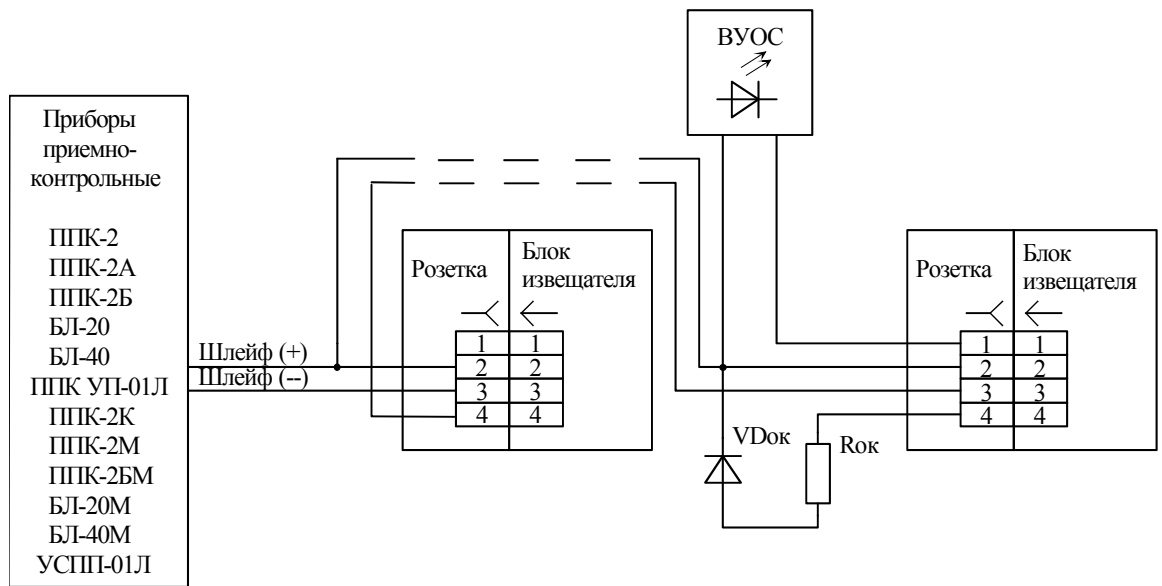 ВУОС
Приборы
приемно-
контрольные
ППК-2
ППК-2А
ППК-2Б
БЛ-20
БЛ-40
ППК УП-01Л
ППК-2К
ППК-2М
ППК-2БМ
БЛ-20М
БЛ-40М
УСПП-01Л
Шлейф (+)
Шлейф (--)
Розетка
Блок
извещателя
1 1
2 2
3 3
4 4
VDок
Rок
Розетка
Блок
извещателя
1 1
2 2
3 3
4 4